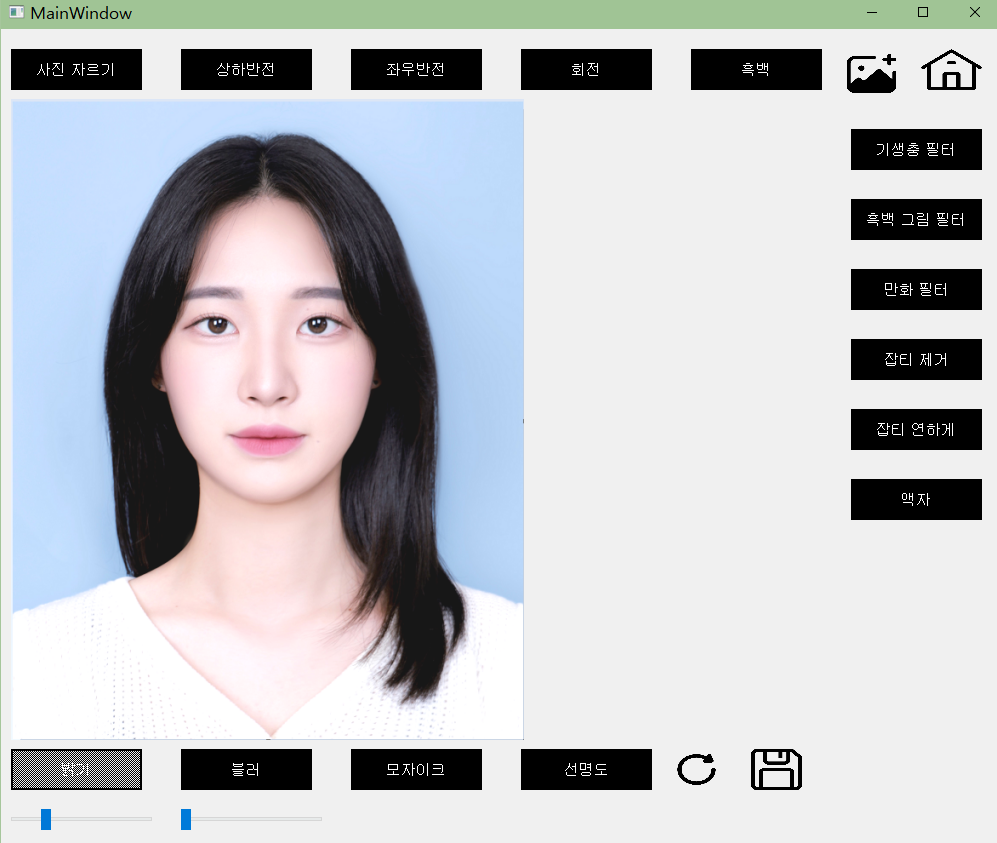 MainWindow
사진 자르기
상하반전
좌우반전
회전
흑백
기생충 필터
흑백 그림 필터
만화 필터
잡티 제거
잡티 연하게
액자
블러
모자이크
선명도